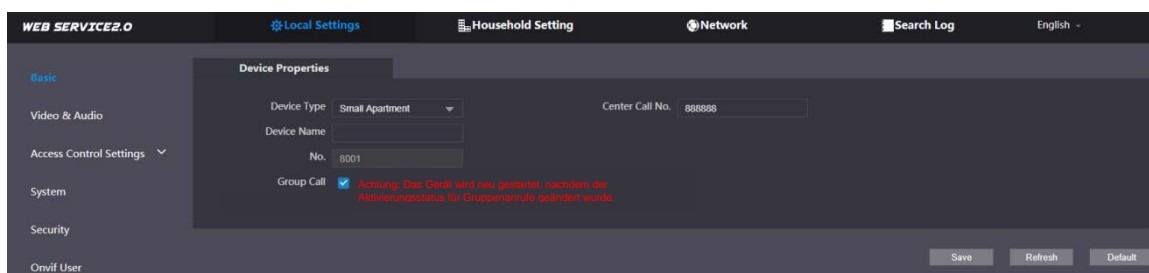 WEB SERVICE2.0 Local Settings Household Setting Network Search Log English
Basic
Device Properties
Video & Audio
Device Type Small Apartment Center Call No. 888888
Device Name
Access Control Settings
No. 8001
Group Call Achtung: Das Gerät wird neu gestartet, nachdem der
Aktivierungsstatus für Gruppenanrufe geändert wurde.
System
Security
Save Refresh Default
Onvif User